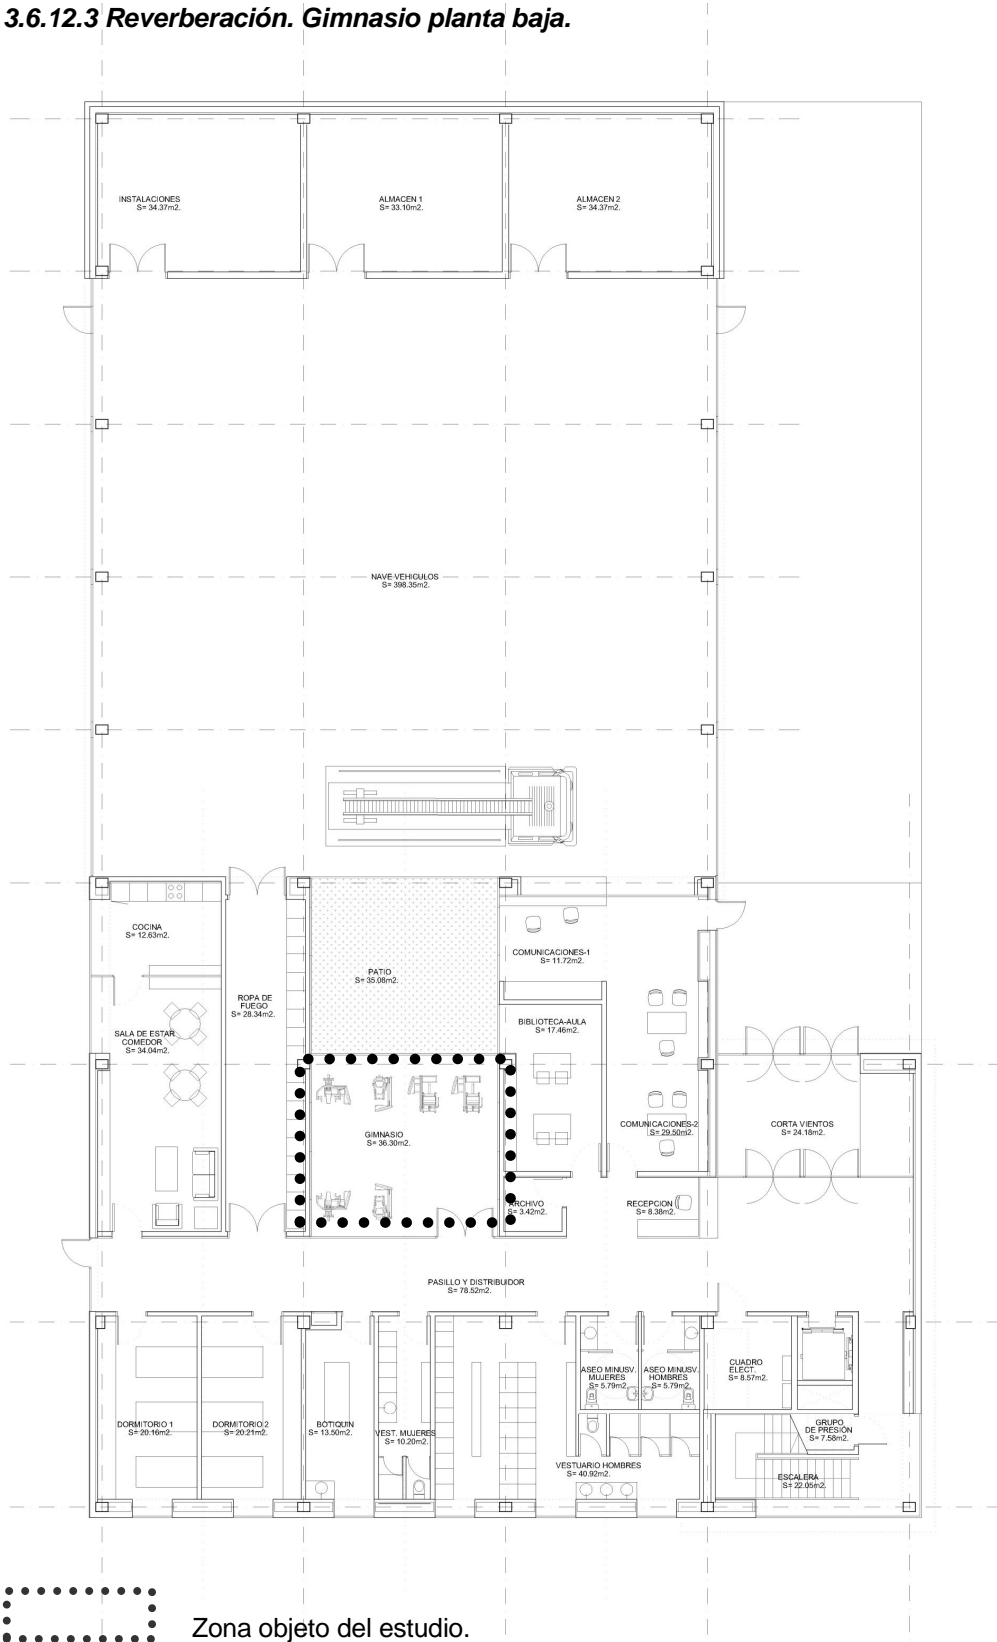 3.6.12.3 Reverberación. Gimnasio planta baja.
INSTALACIONES
S= 34.37m2.
ALMACEN 1
S= 33.10m2.
ALMACEN 2
S= 34.37m2.
NAVE VEHICULOS
S= 398.35m2.
COCINA
S= 12.63m2.
COMUNICACIONES-1
S= 11.72m2.
PATIO
S= 35.08m2.
ROPA DE
FUEGO
S= 28.34m2.
BIBLIOTECA-AULA
S= 17.46m2.
SALA DE ESTAR
COMEDOR
S= 34.04m2.
GIMNASIO
S= 36.30m2.
COMUNICACIONES-2
S= 29.50m2.
CORTA VIENTOS
S= 24.18m2.
ARCHIVO
S= 3.42m2.
RECEPCION
S= 8.38m2.
PASILLO Y DISTRIBUIDOR
S= 78.52m2.
ASEO MINUSV.
MUJERES
S= 5.79m2.
ASEO MINUSV.
HOMBRES
S= 5.79m2.
CUADRO
ELECT.
S= 8.57m2.
DORMITORIO 1
S= 20.16m2.
DORMITORIO 2
S= 20.21m2.
BOTIQUIN
S= 13.50m2.
VEST. MUJERES
S= 10.20m2.
GRUPO
DE PRESIÓN
S= 7.58m2.
VESTUARIO HOMBRES
S= 40.92m2.
ESCALERA
S= 22.05m2.
Zona objeto del estudio.